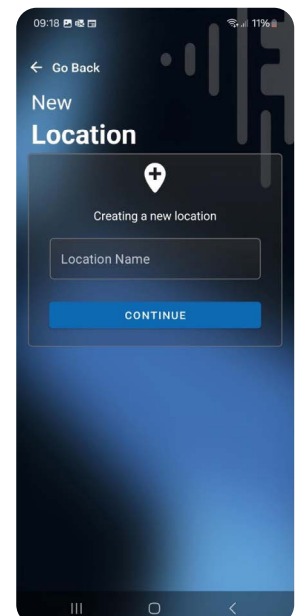 09:18 11%
Go Back
New
Location
Creating a new location
Location Name
CONTINUE